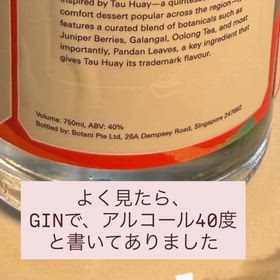 inspired by Tau Huay—a quintesse
comfort dessert popular across the region—
features a curated blend of botanicals such as
Juniper Berries, Galangal, Oolong Tea, and most
importantly, Pandan Leaves, a key ingredient that
gives Tau Huay its trademark flavour.
Volume: 750ml, ABV: 40%
Bottled by: Botani Pte Ltd, 26A Dempsey Road, Singapore 247692
よく見たら、
GINで、アルコール40度
と書いてありました